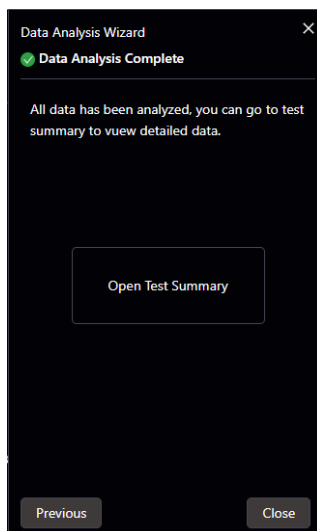 Data Analysis Wizard
Data Analysis Complete
All data has been analyzed, you can go to test
summary to vuew detailed data.
Open Test Summary
Previous
Close